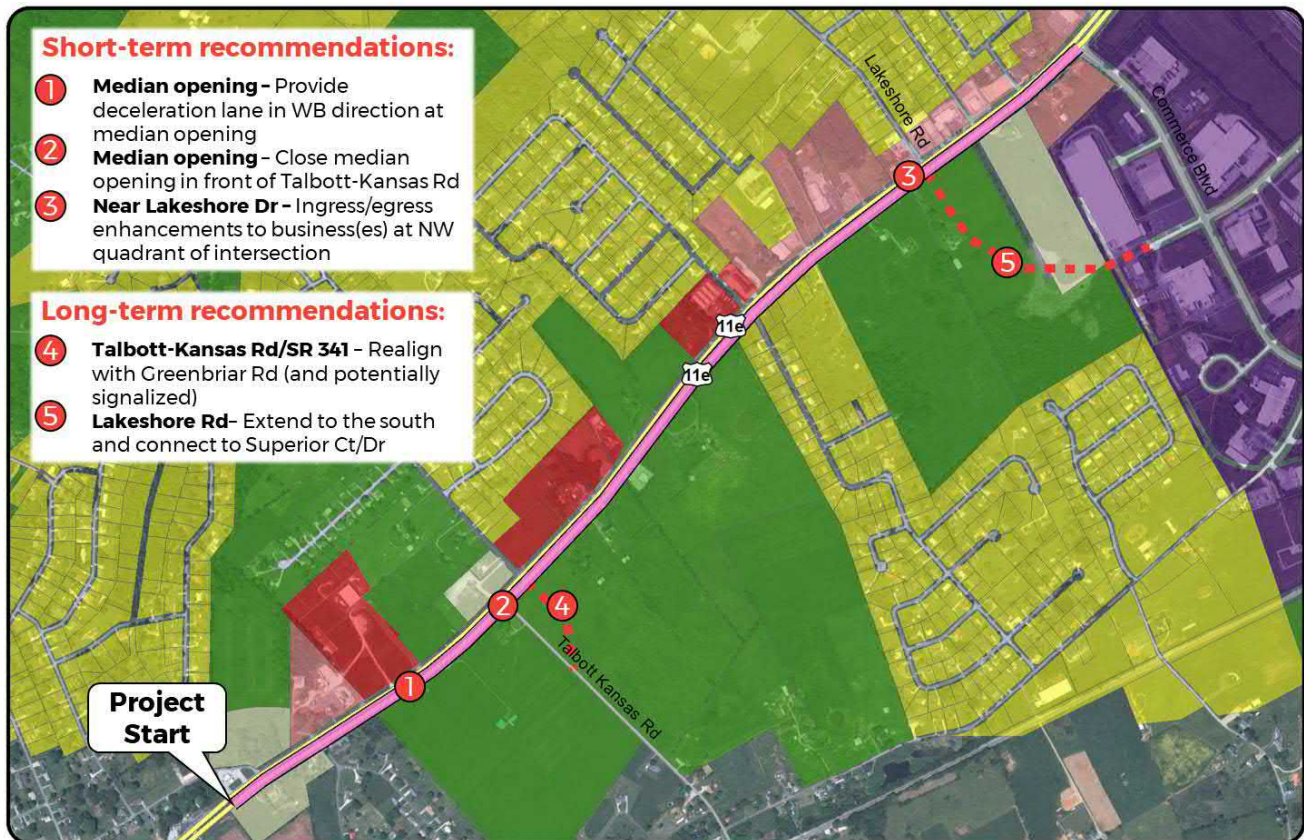 Short-term recommendations:
1 Median opening – Provide
deceleration lane in WB direction at
median opening
2 Median opening – Close median
opening in front of Talbott-Kansas Rd
3 Near Lakeshore Dr – Ingress/egress
enhancements to business(es) at NW
quadrant of intersection
Long-term recommendations:
4 Talbott-Kansas Rd/SR 341 – Realign
with Greenbriar Rd (and potentially
signalized)
5 Lakeshore Rd– Extend to the south
and connect to Superior Ct/Dr
Lakeshore Rd
Commerce Blvd
3
5
11e
11e
2
4
Talbott Kansas Rd
1
Project
Start